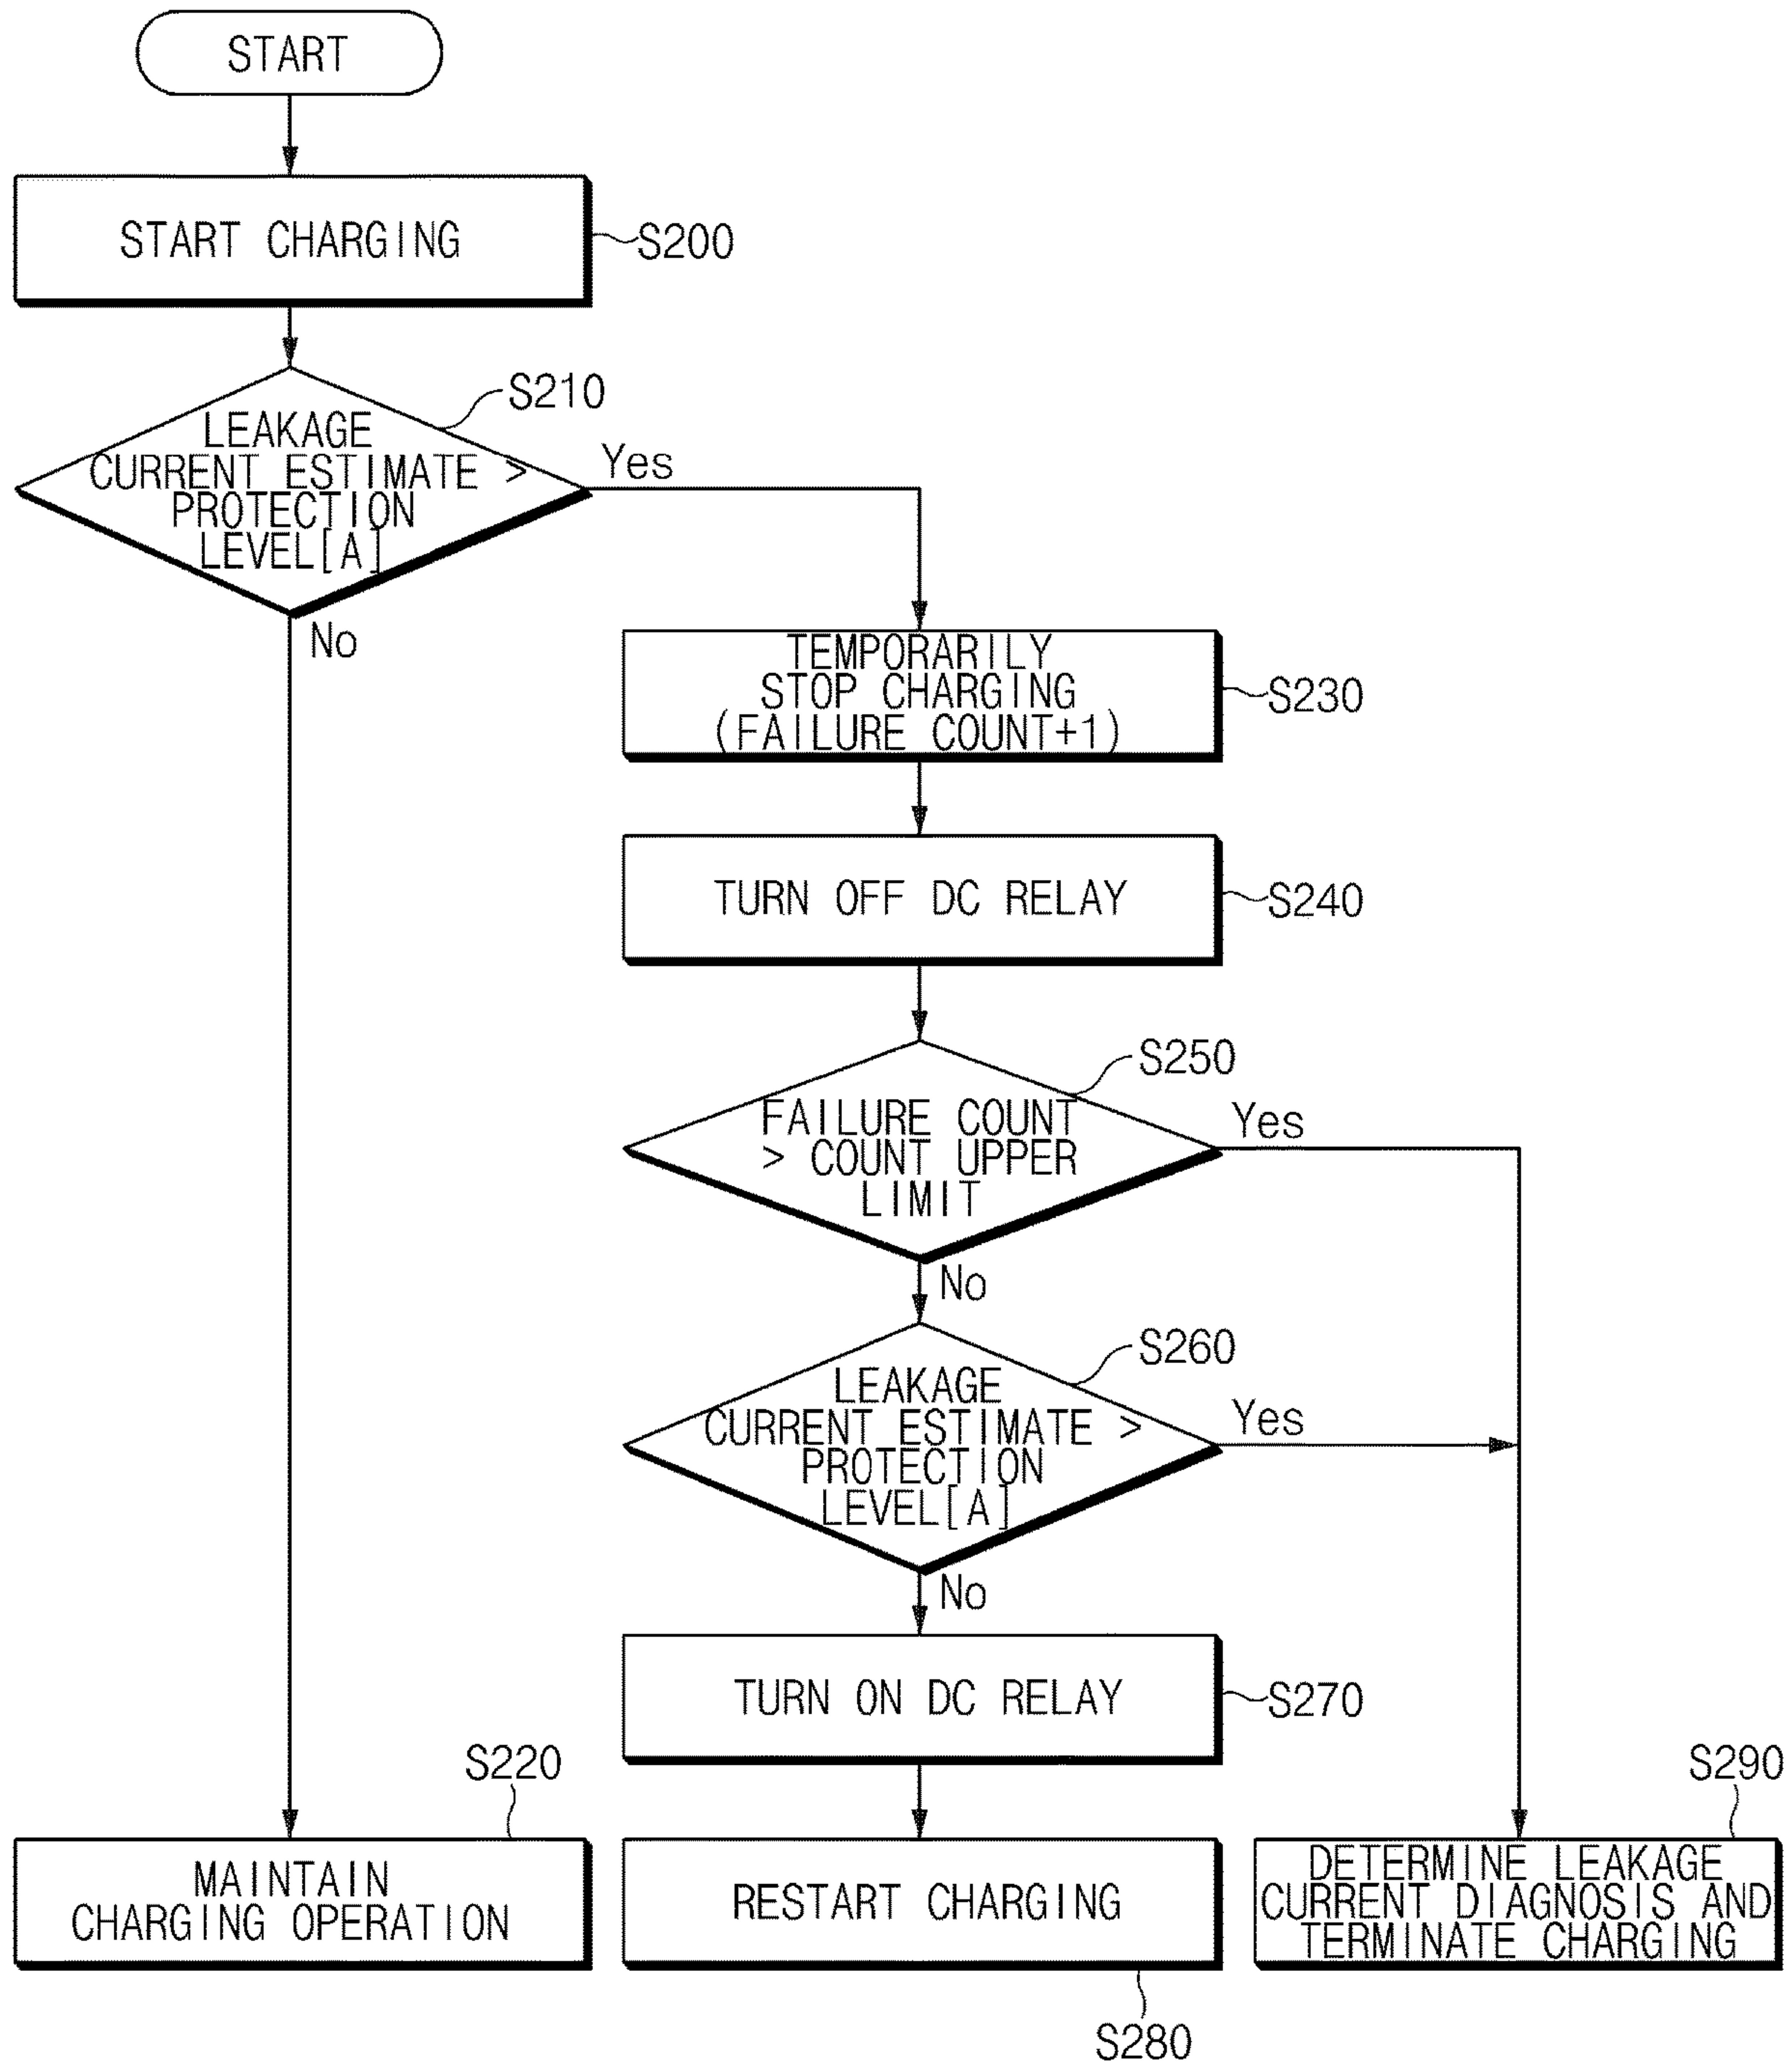 START
START CHARGING
S200
S210
LEAKAGE
CURRENT ESTIMATE >
PROTECTION
LEVEL[A]
Yes
No
TEMPORARILY
STOP CHARGING
(FAILURE COUNT+1)
S230
TURN OFF DC RELAY
S240
S250
FAILURE COUNT
> COUNT UPPER
LIMIT
Yes
No
S260
LEAKAGE
CURRENT ESTIMATE >
PROTECTION
LEVEL[A]
Yes
No
TURN ON DC RELAY
S270
S220
MAINTAIN
CHARGING OPERATION
RESTART CHARGING
S280
S290
DETERMINE LEAKAGE
CURRENT DIAGNOSIS AND
TERMINATE CHARGING